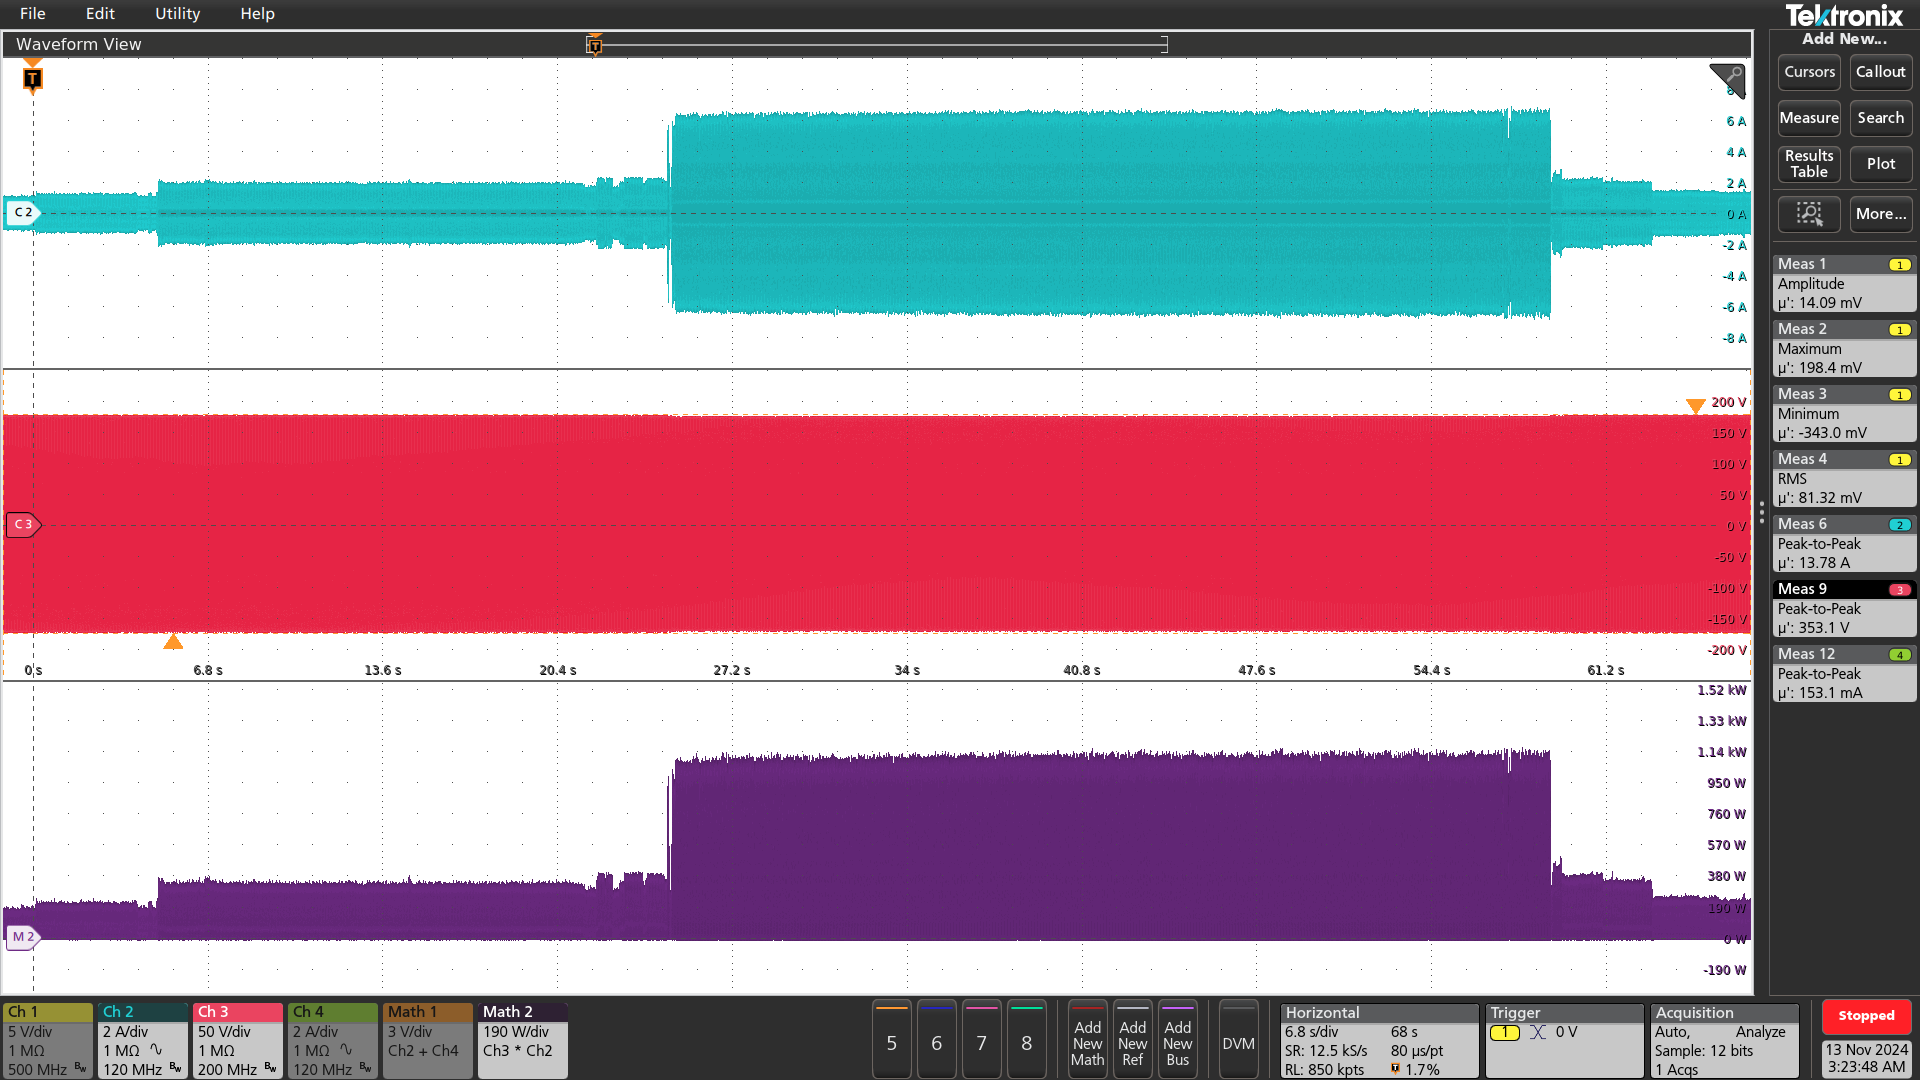 File Edit Utility Help
Tektronix
Waveform View
Add New...
Cursors Callout
Measure Search
Results Table Plot
More...
T
T
8
6 A
4 A
2 A
0 A
-2 A
-4 A
-6 A
-8 A
C 2
200 V
150 V
100 V
50 V
0 V
-50 V
-100 V
-150 V
-200 V
C 3
0 s 6.8 s 13.6 s 20.4 s 27.2 s 34 s 40.8 s 47.6 s 54.4 s 61.2 s
1.52 kW
1.33 kW
1.14 kW
950 W
760 W
570 W
380 W
190 W
0 W
-190 W
M 2
Meas 1 1
Amplitude
µ': 14.09 mV
Meas 2 1
Maximum
µ': 198.4 mV
Meas 3 1
Minimum
µ': -343.0 mV
Meas 4 1
RMS
µ': 81.32 mV
Meas 6 2
Peak-to-Peak
µ': 13.78 A
Meas 9 3
Peak-to-Peak
µ': 353.1 V
Meas 12 4
Peak-to-Peak
µ': 153.1 mA
Ch 1
5 V/div
1 MΩ
500 MHz Bw
Ch 2
2 A/div
1 MΩ
120 MHz Bw
Ch 3
50 V/div
1 MΩ
200 MHz Bw
Ch 4
2 A/div
1 MΩ
120 MHz Bw
Math 1
3 V/div
Ch2 + Ch4
Math 2
190 W/div
Ch3 * Ch2
5 6 7 8
Add New Math
Add New Ref
Add New Bus
DVM
Horizontal
6.8 s/div 68 s
SR: 12.5 kS/s 80 µs/pt
RL: 850 kpts T 1.7%
Trigger
1 0 V
Acquisition
Auto, Analyze
Sample: 12 bits
1 Acqs
Stopped
13 Nov 2024
3:23:48 AM